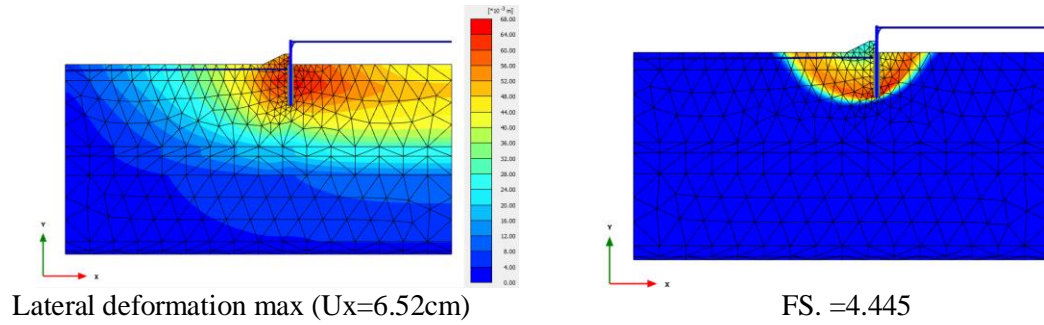 [*10⁻³ m]
68.00
64.00
60.00
56.00
52.00
48.00
44.00
40.00
36.00
32.00
28.00
24.00
20.00
16.00
12.00
8.00
4.00
0.00
Y
X
Y
X
Lateral deformation max (Ux=6.52cm)
FS. =4.445